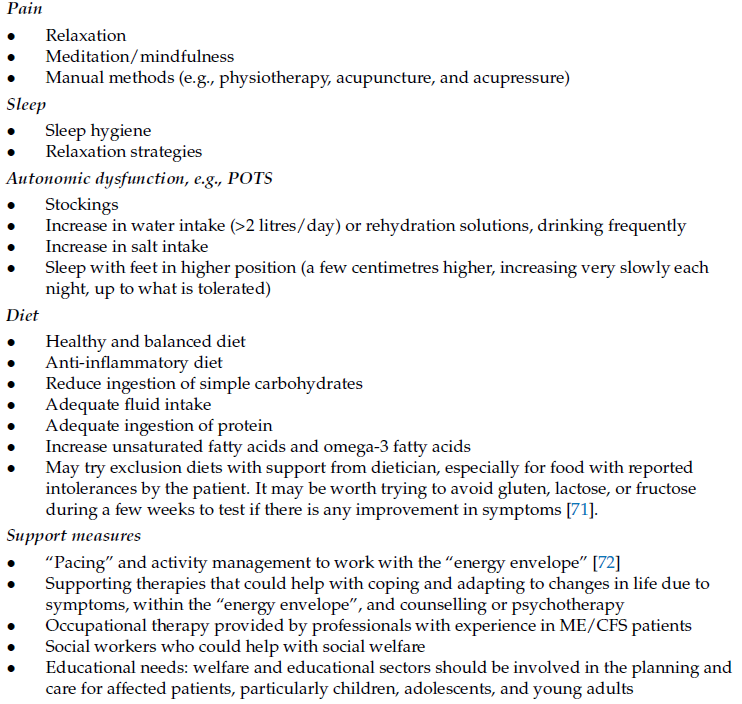 Pain
● Relaxation
● Meditation/mindfulness
● Manual methods (e.g., physiotherapy, acupuncture, and acupressure)
Sleep
● Sleep hygiene
● Relaxation strategies
Autonomic dysfunction, e.g., POTS
● Stockings
● Increase in water intake (>2 litres/day) or rehydration solutions, drinking frequently
● Increase in salt intake
● Sleep with feet in higher position (a few centimetres higher, increasing very slowly each
night, up to what is tolerated)
Diet
● Healthy and balanced diet
● Anti-inflammatory diet
● Reduce ingestion of simple carbohydrates
● Adequate fluid intake
● Adequate ingestion of protein
● Increase unsaturated fatty acids and omega-3 fatty acids
● May try exclusion diets with support from dietician, especially for food with reported
intolerances by the patient. It may be worth trying to avoid gluten, lactose, or fructose
during a few weeks to test if there is any improvement in symptoms [71].
Support measures
● “Pacing” and activity management to work with the “energy envelope” [72]
● Supporting therapies that could help with coping and adapting to changes in life due to
symptoms, within the “energy envelope”, and counselling or psychotherapy
● Occupational therapy provided by professionals with experience in ME/CFS patients
● Social workers who could help with social welfare
● Educational needs: welfare and educational sectors should be involved in the planning and
care for affected patients, particularly children, adolescents, and young adults